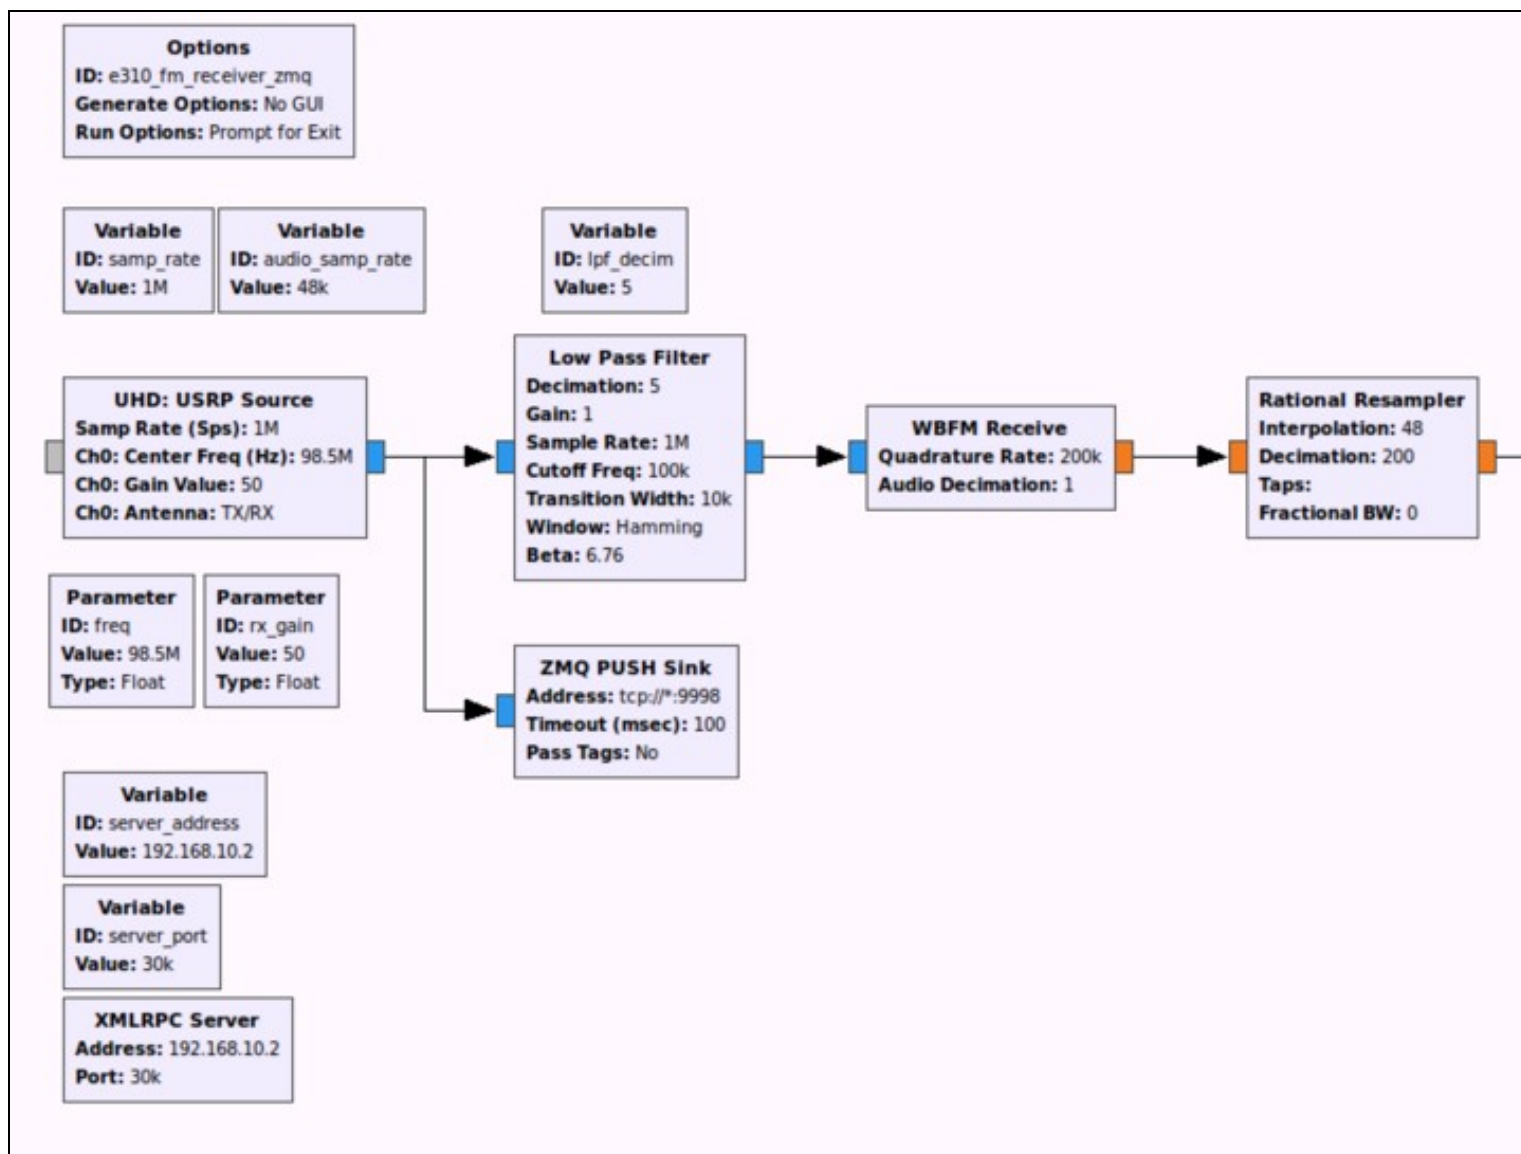 Options
ID: e310_fm_receiver_zmq
Generate Options: No GUI
Run Options: Prompt for Exit
Variable
ID: samp_rate
Value: 1M
Variable
ID: audio_samp_rate
Value: 48k
Variable
ID: lpf_decim
Value: 5
UHD: USRP Source
Samp Rate (Sps): 1M
Ch0: Center Freq (Hz): 98.5M
Ch0: Gain Value: 50
Ch0: Antenna: TX/RX
Low Pass Filter
Decimation: 5
Gain: 1
Sample Rate: 1M
Cutoff Freq: 100k
Transition Width: 10k
Window: Hamming
Beta: 6.76
WBFM Receive
Quadrature Rate: 200k
Audio Decimation: 1
Rational Resampler
Interpolation: 48
Decimation: 200
Taps:
Fractional BW: 0
Parameter
ID: freq
Value: 98.5M
Type: Float
Parameter
ID: rx_gain
Value: 50
Type: Float
ZMQ PUSH Sink
Address: tcp://*:9998
Timeout (msec): 100
Pass Tags: No
Variable
ID: server_address
Value: 192.168.10.2
Variable
ID: server_port
Value: 30k
XMLRPC Server
Address: 192.168.10.2
Port: 30k